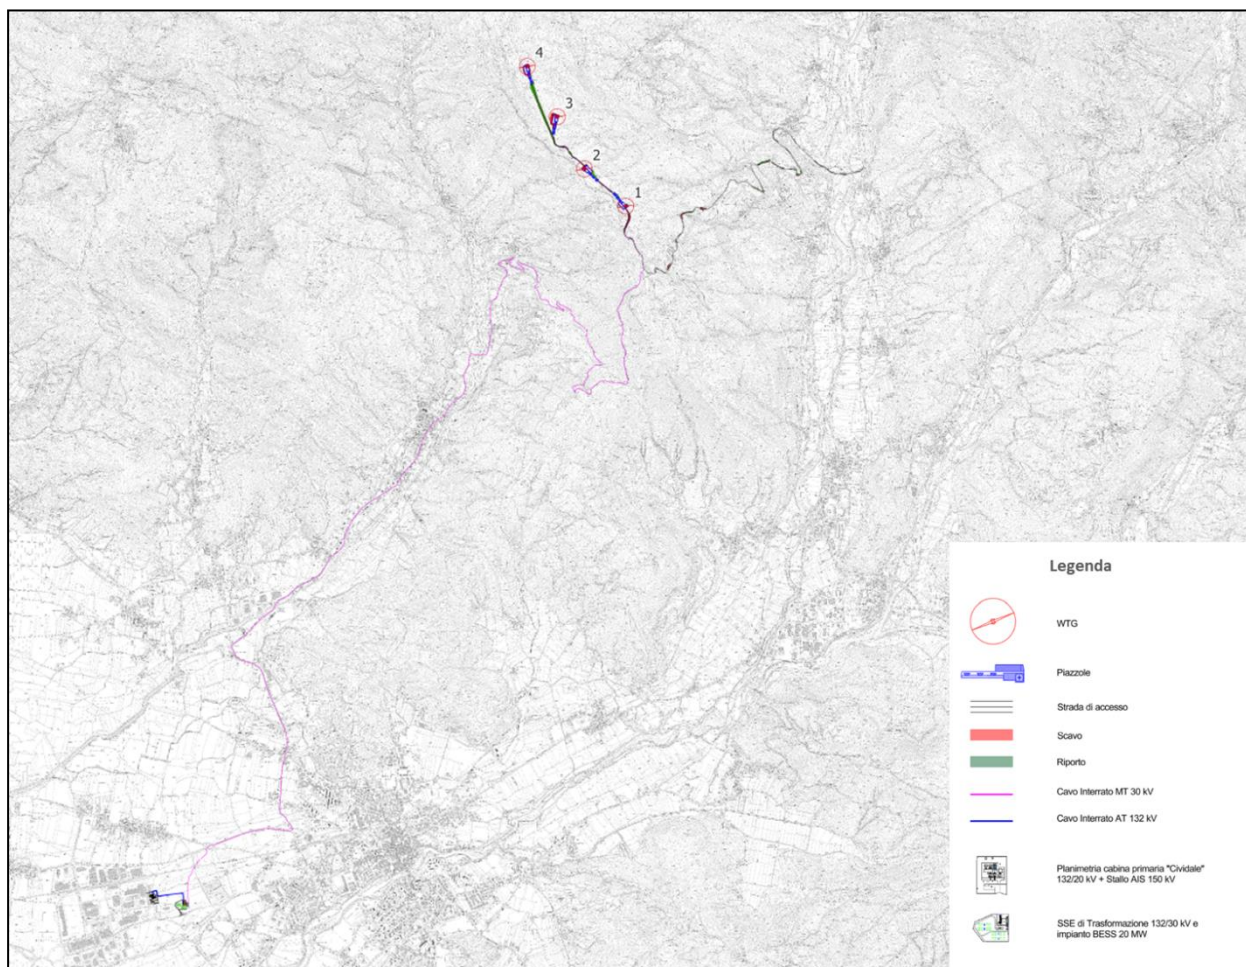 4
3
2
1
Legenda
WTG
Piazzole
Strada di accesso
Scavo
Riporto
Cavo Interrato MT 30 kV
Cavo Interrato AT 132 kV
Planimetria cabina primaria "Cividale"
132/20 kV + Stallo AIS 150 kV
SSE di Trasformazione 132/30 kV e
impianto BESS 20 MW